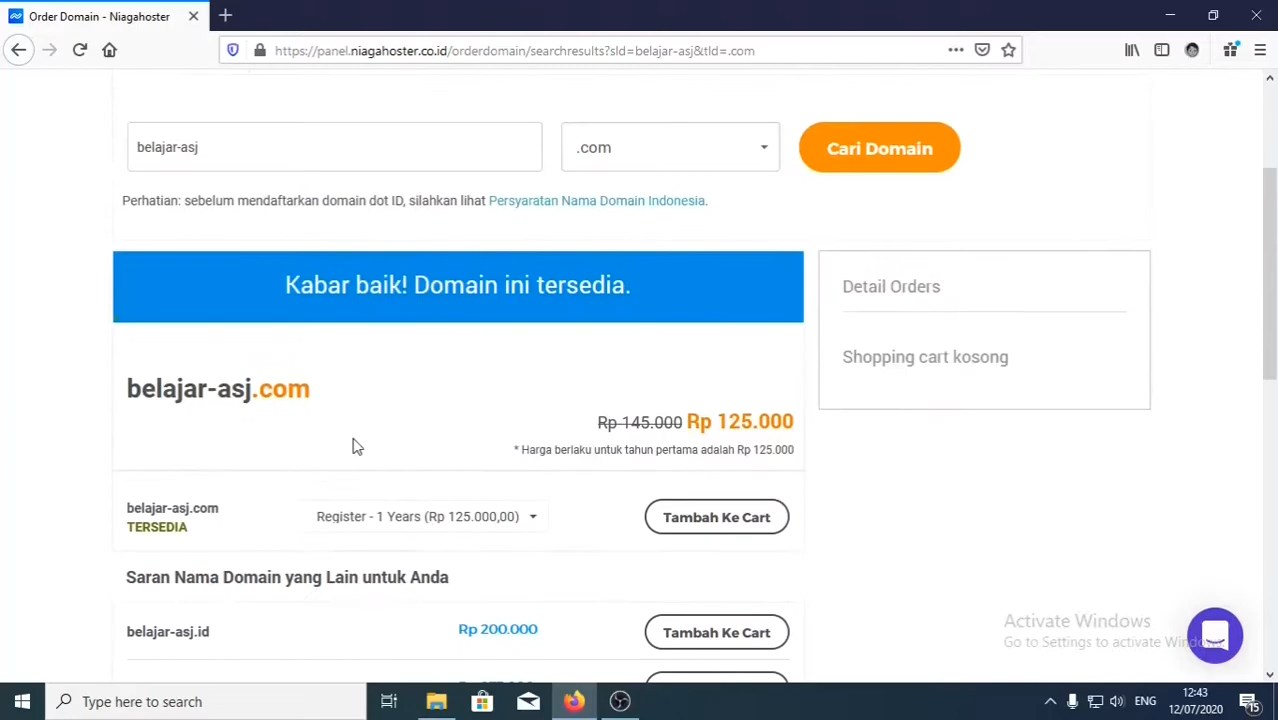 Order Domain - Niagahoster
https://panel.niagahoster.co.id/orderdomain/searchresults?sld=belajar-asj&tld=.com
belajar-asj
.com
Cari Domain
Perhatian: sebelum mendaftarkan domain dot ID, silahkan lihat Persyaratan Nama Domain Indonesia.
Kabar baik! Domain ini tersedia.
Detail Orders
Shopping cart kosong
belajar-asj.com
Rp 145.000 Rp 125.000
* Harga berlaku untuk tahun pertama adalah Rp 125.000
belajar-asj.com
TERSEDIA
Register - 1 Years (Rp 125.000,00)
Tambah Ke Cart
Saran Nama Domain yang Lain untuk Anda
belajar-asj.id
Rp 200.000
Tambah Ke Cart
Activate Windows
Go to Settings to activate Windows.
Type here to search
ENG
12:43
12/07/2020
15